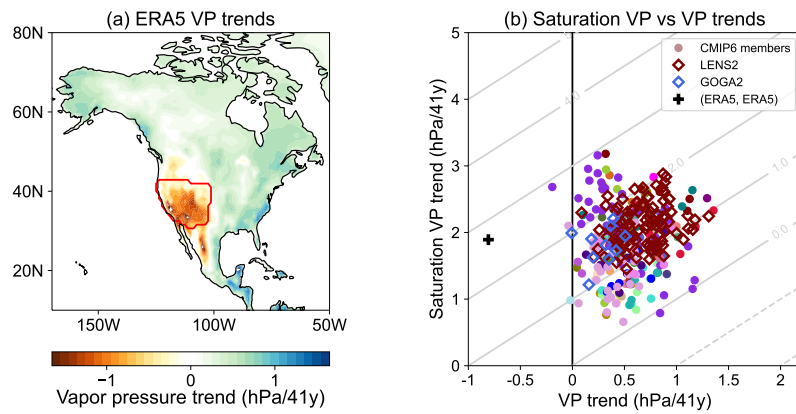 (a) ERA5 VP trends
80N
60N
40N
20N
150W 100W 50W
−1 0 1
Vapor pressure trend (hPa/41y)
(b) Saturation VP vs VP trends
5
4
3
2
1
0
Saturation VP trend (hPa/41y)
CMIP6 members
LENS2
GOGA2
(ERA5, ERA5)
4.0
2.0
1.0
0.0
-1 -0.5 0 0.5 1 1.5 2
VP trend (hPa/41y)